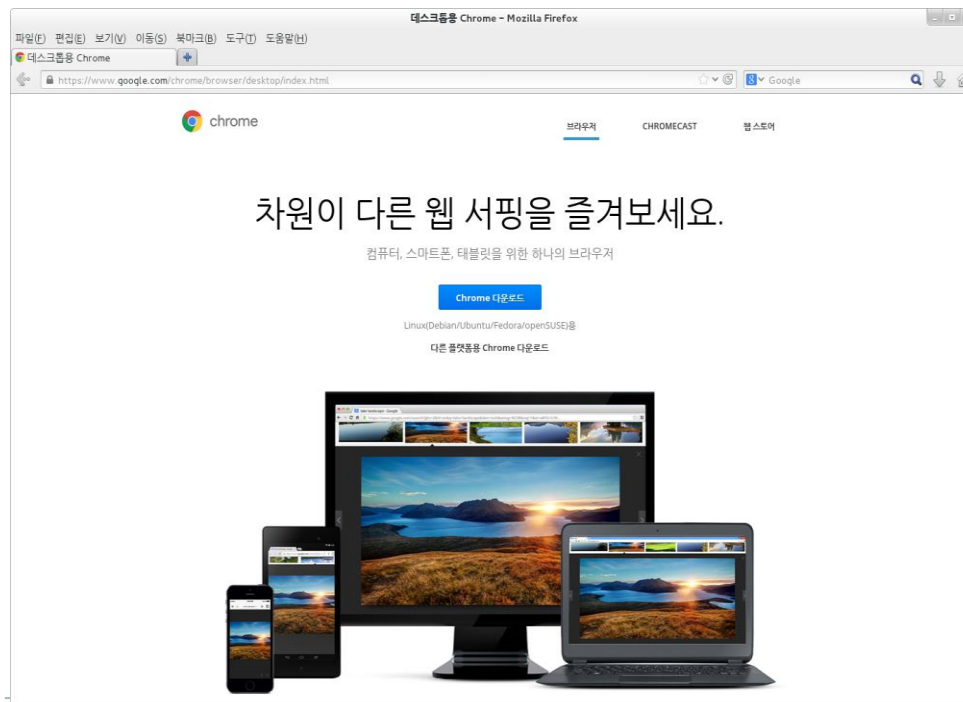 데스크톱용 Chrome - Mozilla Firefox
파일(F) 편집(E) 보기(V) 이동(S) 북마크(B) 도구(T) 도움말(H)
데스크톱용 Chrome
https://www.google.com/chrome/browser/desktop/index.html
Google
chrome
브라우저 CHROMECAST 웹 스토어
차원이 다른 웹 서핑을 즐겨보세요.
컴퓨터, 스마트폰, 태블릿을 위한 하나의 브라우저
Chrome 다운로드
Linux(Debian/Ubuntu/Fedora/openSUSE)용
다른 플랫폼용 Chrome 다운로드